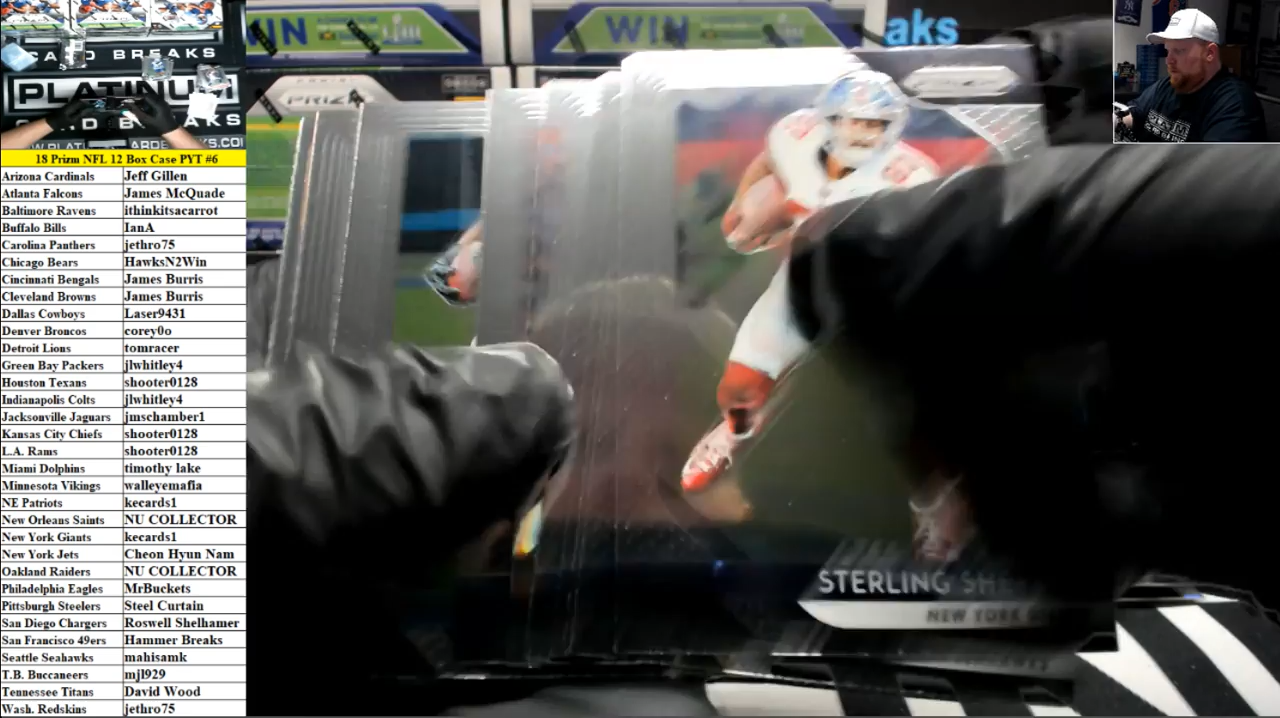 CARD BREAKS
PLATINUM
CARD BREAKS
WIN
WIN
aks
PRIZM
18 Prizm NFL 12 Box Case PYT #6
Arizona Cardinals Jeff Gillen
Atlanta Falcons James McQuade
Baltimore Ravens ithinkitsacarrot
Buffalo Bills IanA
Carolina Panthers jethro75
Chicago Bears HawksN2Win
Cincinnati Bengals James Burris
Cleveland Browns James Burris
Dallas Cowboys Laser9431
Denver Broncos corey0o
Detroit Lions tomracer
Green Bay Packers jlwhitley4
Houston Texans shooter0128
Indianapolis Colts jlwhitley4
Jacksonville Jaguars jmschamber1
Kansas City Chiefs shooter0128
L.A. Rams shooter0128
Miami Dolphins timothy lake
Minnesota Vikings walleyemafia
NE Patriots kecards1
New Orleans Saints NU COLLECTOR
New York Giants kecards1
New York Jets Cheon Hyun Nam
Oakland Raiders NU COLLECTOR
Philadelphia Eagles MrBuckets
Pittsburgh Steelers Steel Curtain
San Diego Chargers Roswell Shelhamer
San Francisco 49ers Hammer Breaks
Seattle Seahawks mahisamk
T.B. Buccaneers mjl929
Tennessee Titans David Wood
Wash. Redskins jethro75
STERLING SH
NEW YORK